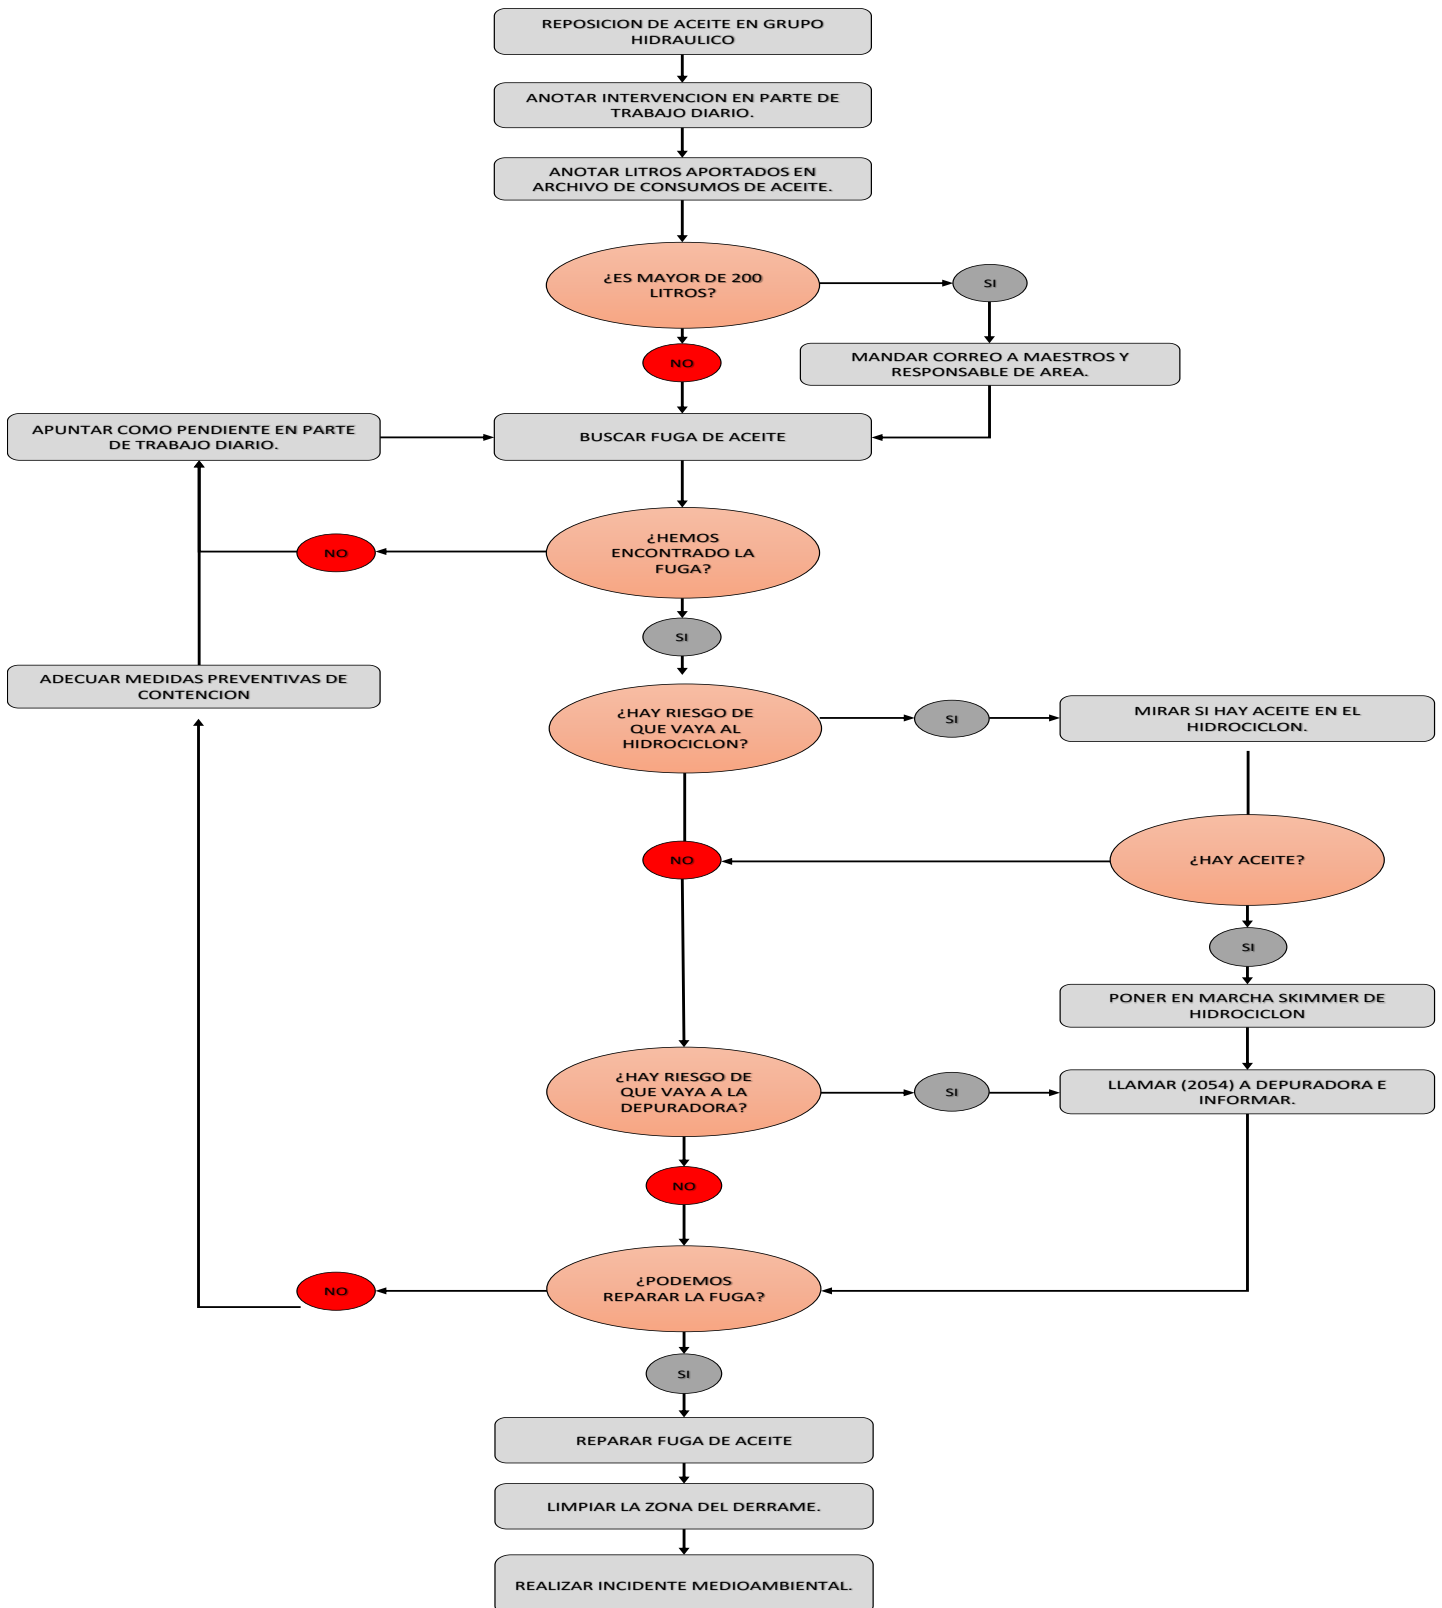 REPOSICION DE ACEITE EN GRUPO
HIDRAULICO
ANOTAR INTERVENCION EN PARTE DE
TRABAJO DIARIO.
ANOTAR LITROS APORTADOS EN
ARCHIVO DE CONSUMOS DE ACEITE.
¿ES MAYOR DE 200
LITROS?
SI
NO
MANDAR CORREO A MAESTROS Y
RESPONSABLE DE AREA.
APUNTAR COMO PENDIENTE EN PARTE
DE TRABAJO DIARIO.
BUSCAR FUGA DE ACEITE
¿HEMOS
ENCONTRADO LA
FUGA?
NO
SI
ADECUAR MEDIDAS PREVENTIVAS DE
CONTENCION
¿HAY RIESGO DE
QUE VAYA AL
HIDROCICLON?
SI
MIRAR SI HAY ACEITE EN EL
HIDROCICLON.
NO
¿HAY ACEITE?
SI
PONER EN MARCHA SKIMMER DE
HIDROCICLON
¿HAY RIESGO DE
QUE VAYA A LA
DEPURADORA?
SI
LLAMAR (2054) A DEPURADORA E
INFORMAR.
NO
¿PODEMOS
REPARAR LA FUGA?
NO
SI
REPARAR FUGA DE ACEITE
LIMPIAR LA ZONA DEL DERRAME.
REALIZAR INCIDENTE MEDIOAMBIENTAL.